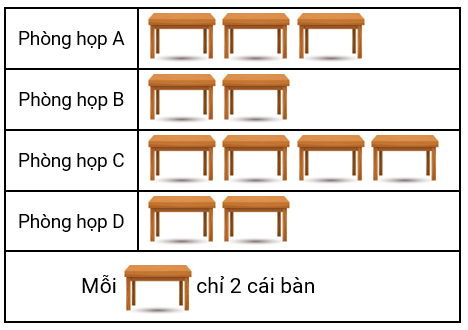 Phòng họp A
Phòng họp B
Phòng họp C
Phòng họp D
Mỗi chỉ 2 cái bàn